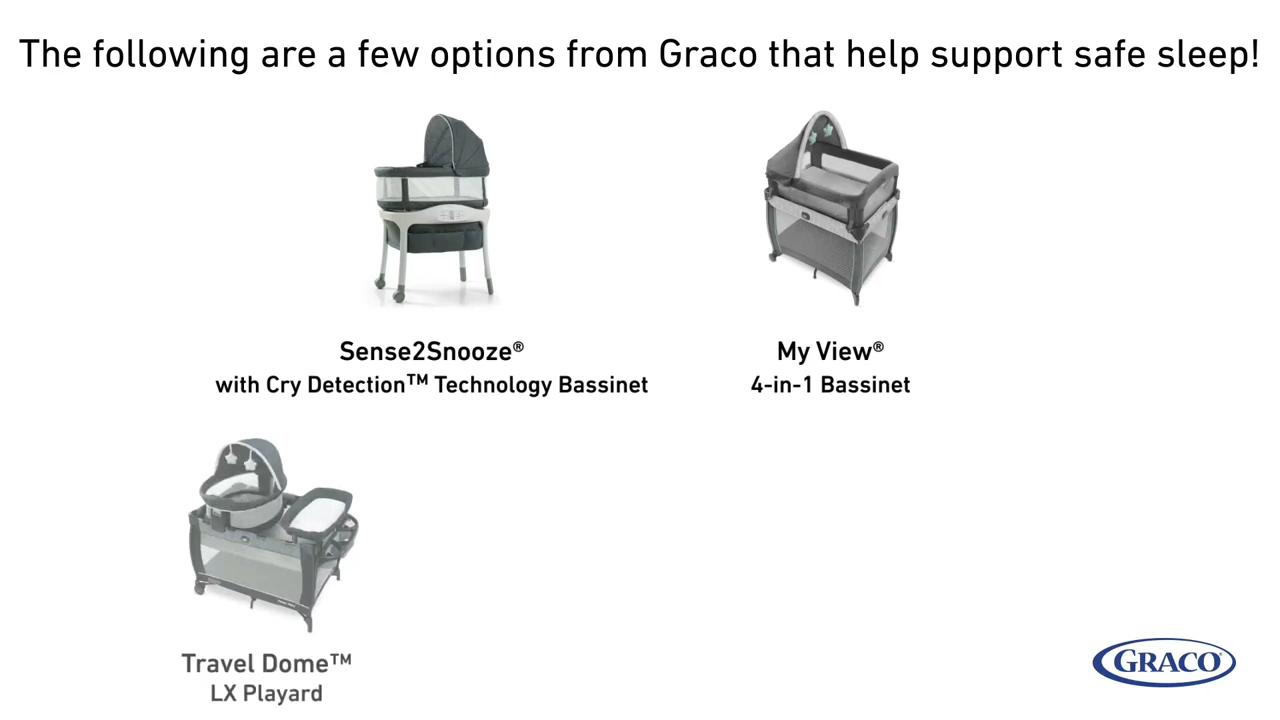 The following are a few options from Graco that help support safe sleep!
Sense2Snooze®
with Cry Detection™ Technology Bassinet
My View®
4-in-1 Bassinet
Travel Dome™
LX Playard
GRACO®